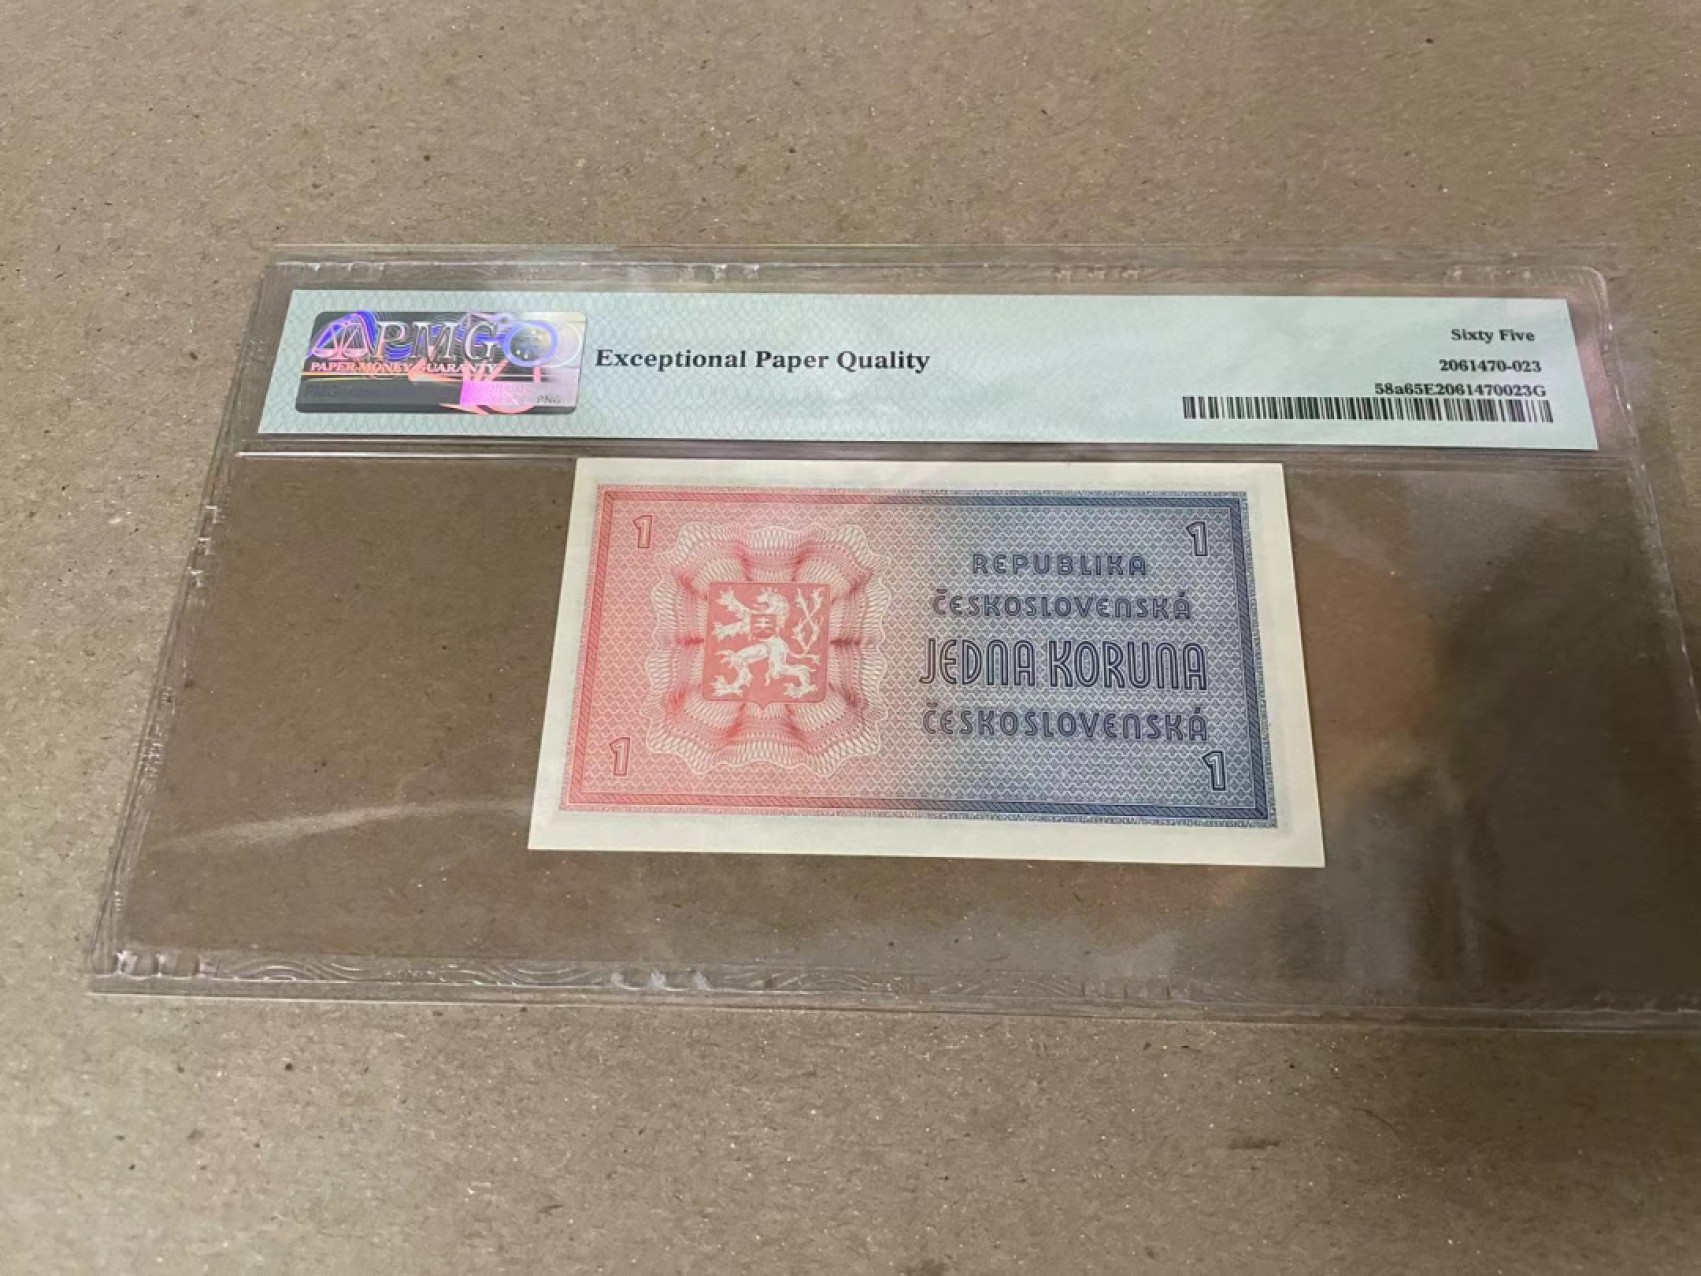 PMG
PAPER MONEY GUARANTY
PNG
Exceptional Paper Quality
Sixty Five
2061470-023
58a65E2061470023G
1
1
REPUBLIKA
ČESKOSLOVENSKÁ
JEDNA KORUNA
ČESKOSLOVENSKÁ
1
1